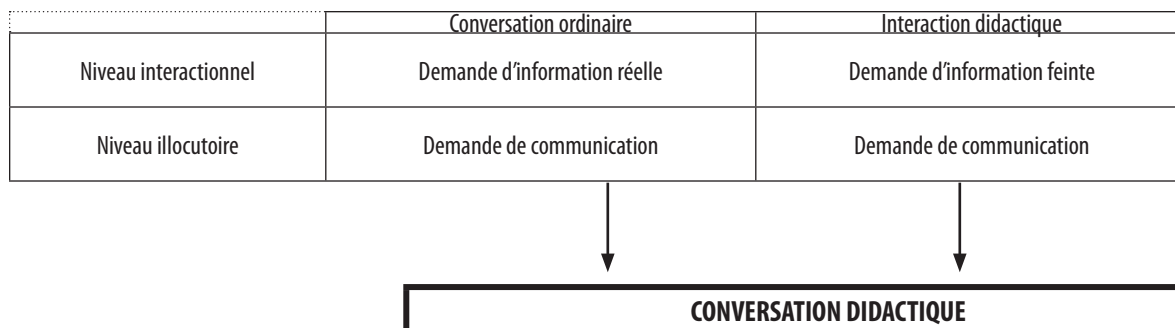 Conversation ordinaire Interaction didactique
Niveau interactionnel Demande d’information réelle Demande d’information feinte
Niveau illocutoire Demande de communication Demande de communication
CONVERSATION DIDACTIQUE